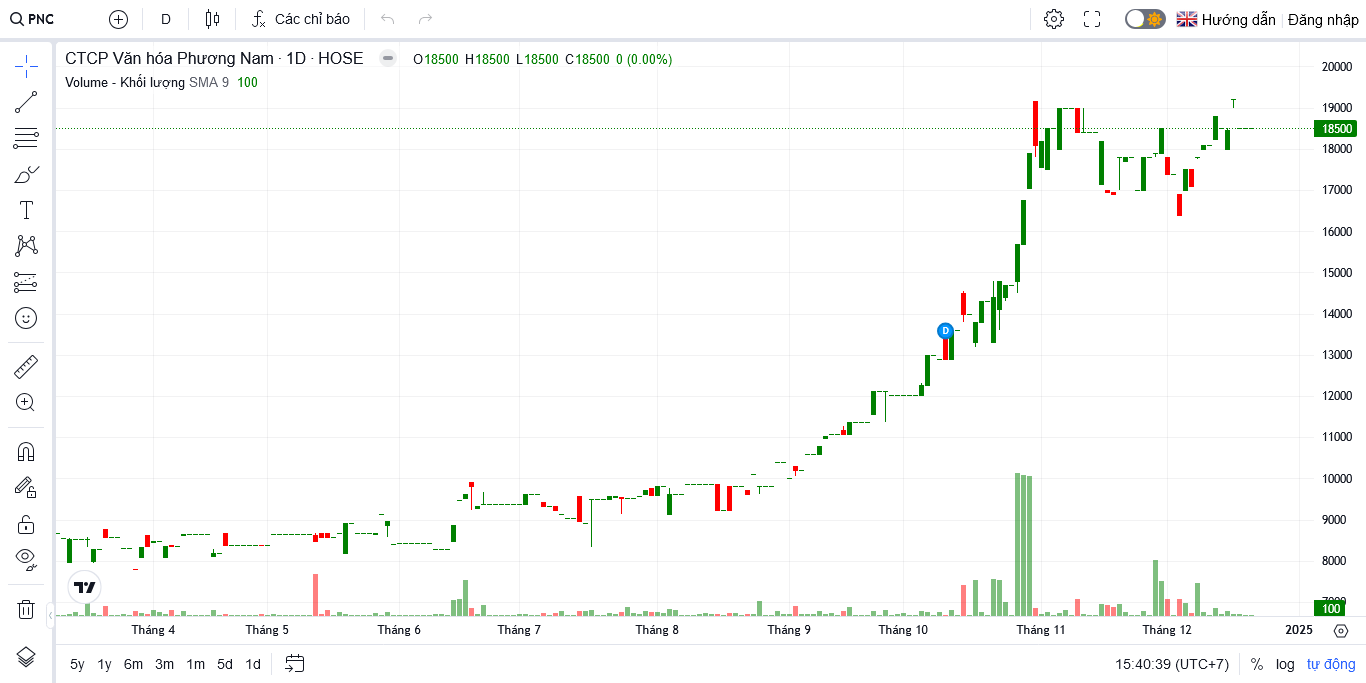 PNC D Các chỉ báo Hướng dẫn Đăng nhập
CTCP Văn hóa Phương Nam · 1D · HOSE O18500 H18500 L18500 C18500 0 (0.00%)
Volume - Khối lượng SMA 9 100
20000
19000
18500
18000
17000
16000
15000
14000
D
13000
12000
11000
10000
9000
8000
7000
100
Tháng 4 Tháng 5 Tháng 6 Tháng 7 Tháng 8 Tháng 9 Tháng 10 Tháng 11 Tháng 12 2025
5y 1y 6m 3m 1m 5d 1d 15:40:39 (UTC+7) % log tự động